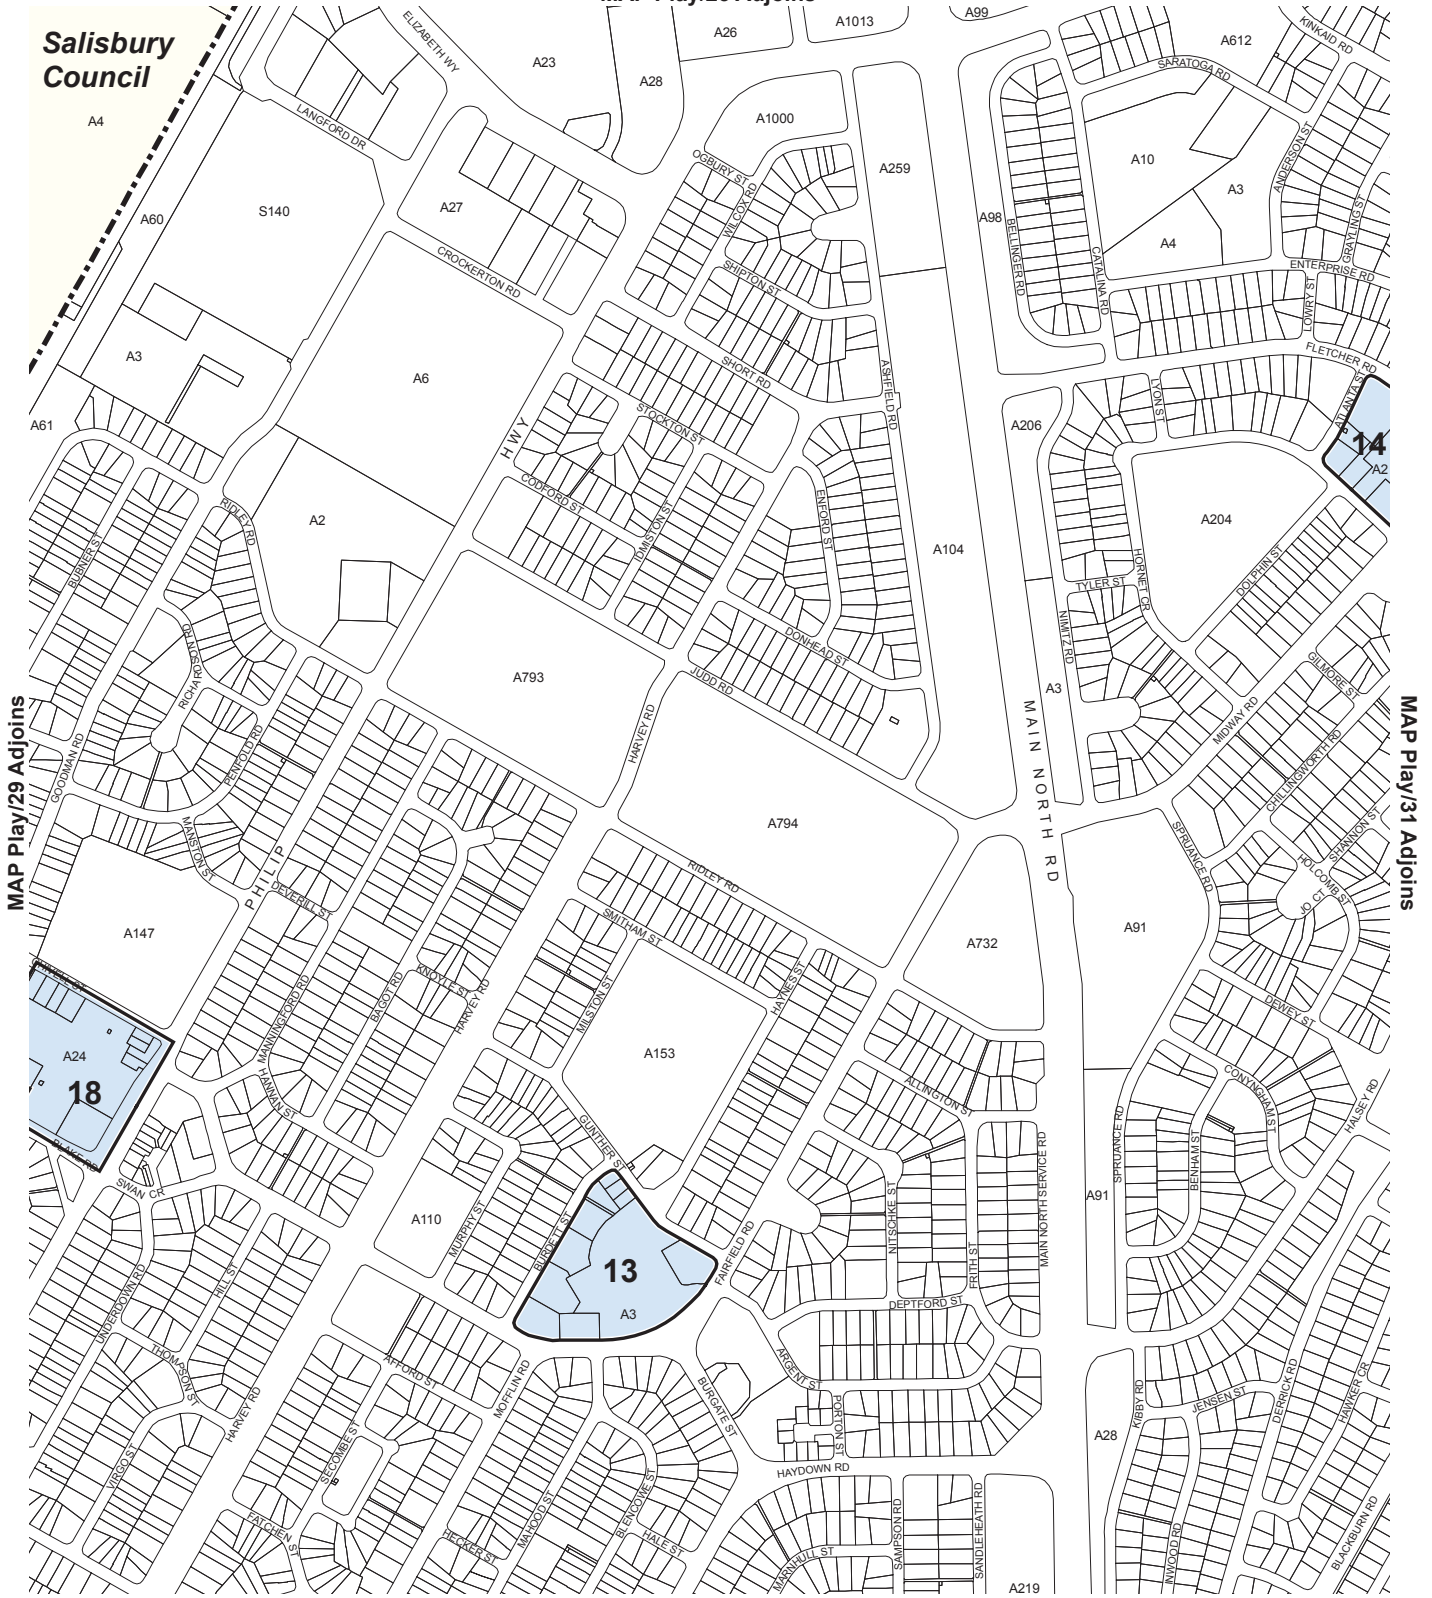 Salisbury
Council
A4
A23
A28
A26
A1013
A99
A612
KINKAID RD
SARATOGA RD
ELIZABETH WY
LANGFORD DR
A1000
OGBURY ST
WILCOX RD
A259
A10
A3
A4
ANDERSON ST
GRAYLING ST
A60
S140
A27
CROCKERTON RD
SHIPTON ST
A98
BELLINGER RD
CATALINA RD
ENTERPRISE RD
LOWRY ST
FLETCHER RD
A3
A6
SHORT RD
ASHFIELD RD
STOCKTON ST
HWY
A61
A206
LYON ST
ATLANTA ST
14
A2
CODFORD ST
IDMISTON ST
ENFORD ST
A104
A204
RIDLEY RD
A2
BUBNER ST
HORNET CR
DOLPHIN ST
TYLER ST
NIMITZ RD
DONHEAD ST
JUDD RD
RICHARDSON RD
A793
HARVEY RD
A3
MAIN NORTH RD
MIDWAY RD
GILMORE ST
CHILLINGWORTH RD
MAP Play/29 Adjoins
MAP Play/31 Adjoins
GOODMAN RD
PENFOLD RD
MANSTON ST
PHILIP
DEVERILL ST
A794
RIDLEY RD
SPRUANCE RD
SHANNON ST
HOLCOMB ST
JO CT
A147
SMITHAM ST
A732
A91
KNOYLE ST
HARVEY RD
BAGOT RD
MANNINGFORD RD
MILSTON ST
HAYNES ST
DEWEY ST
A24
18
BLAKE RD
HANNAN ST
A153
GUNTHER ST
ALLINGTON ST
CONYNGHAM ST
HALSEY RD
SPRUANCE RD
BENHAM ST
MAIN NORTH SERVICE RD
SWAN CR
A110
MURPHY ST
BURDETT ST
13
A3
FAIRFIELD RD
NITSCHKE ST
FRITH ST
A91
DEPTFORD ST
UNDERDOWN RD
HILL ST
THOMPSON ST
HARVEY RD
AFFORD ST
MOFFLIN RD
BURGATE ST
ARGENT ST
PORTON ST
KIBBY RD
JENSEN ST
DERRICK RD
HAWKER CR
A28
VIRGO ST
SECOMBE ST
FATCHEN ST
HECKER ST
MAHOOD ST
BLENCOWE ST
HALE ST
HAYDOWN RD
MARNHULL ST
SAMPSON RD
SANDLEHEATH RD
A219
INWOOD RD
BLACKBURN RD